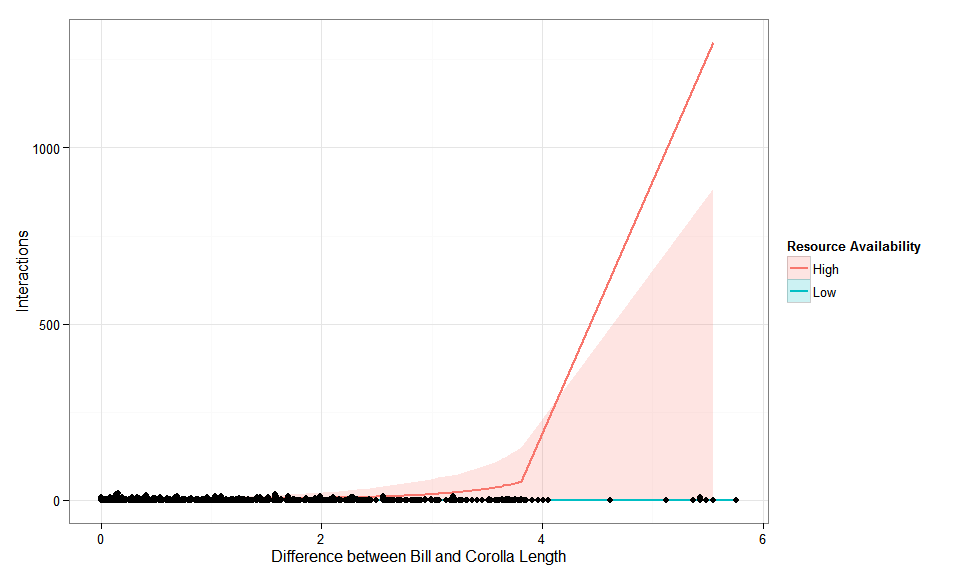 1000
500
0
0 2 4 6
Interactions
Difference between Bill and Corolla Length
Resource Availability
High
Low